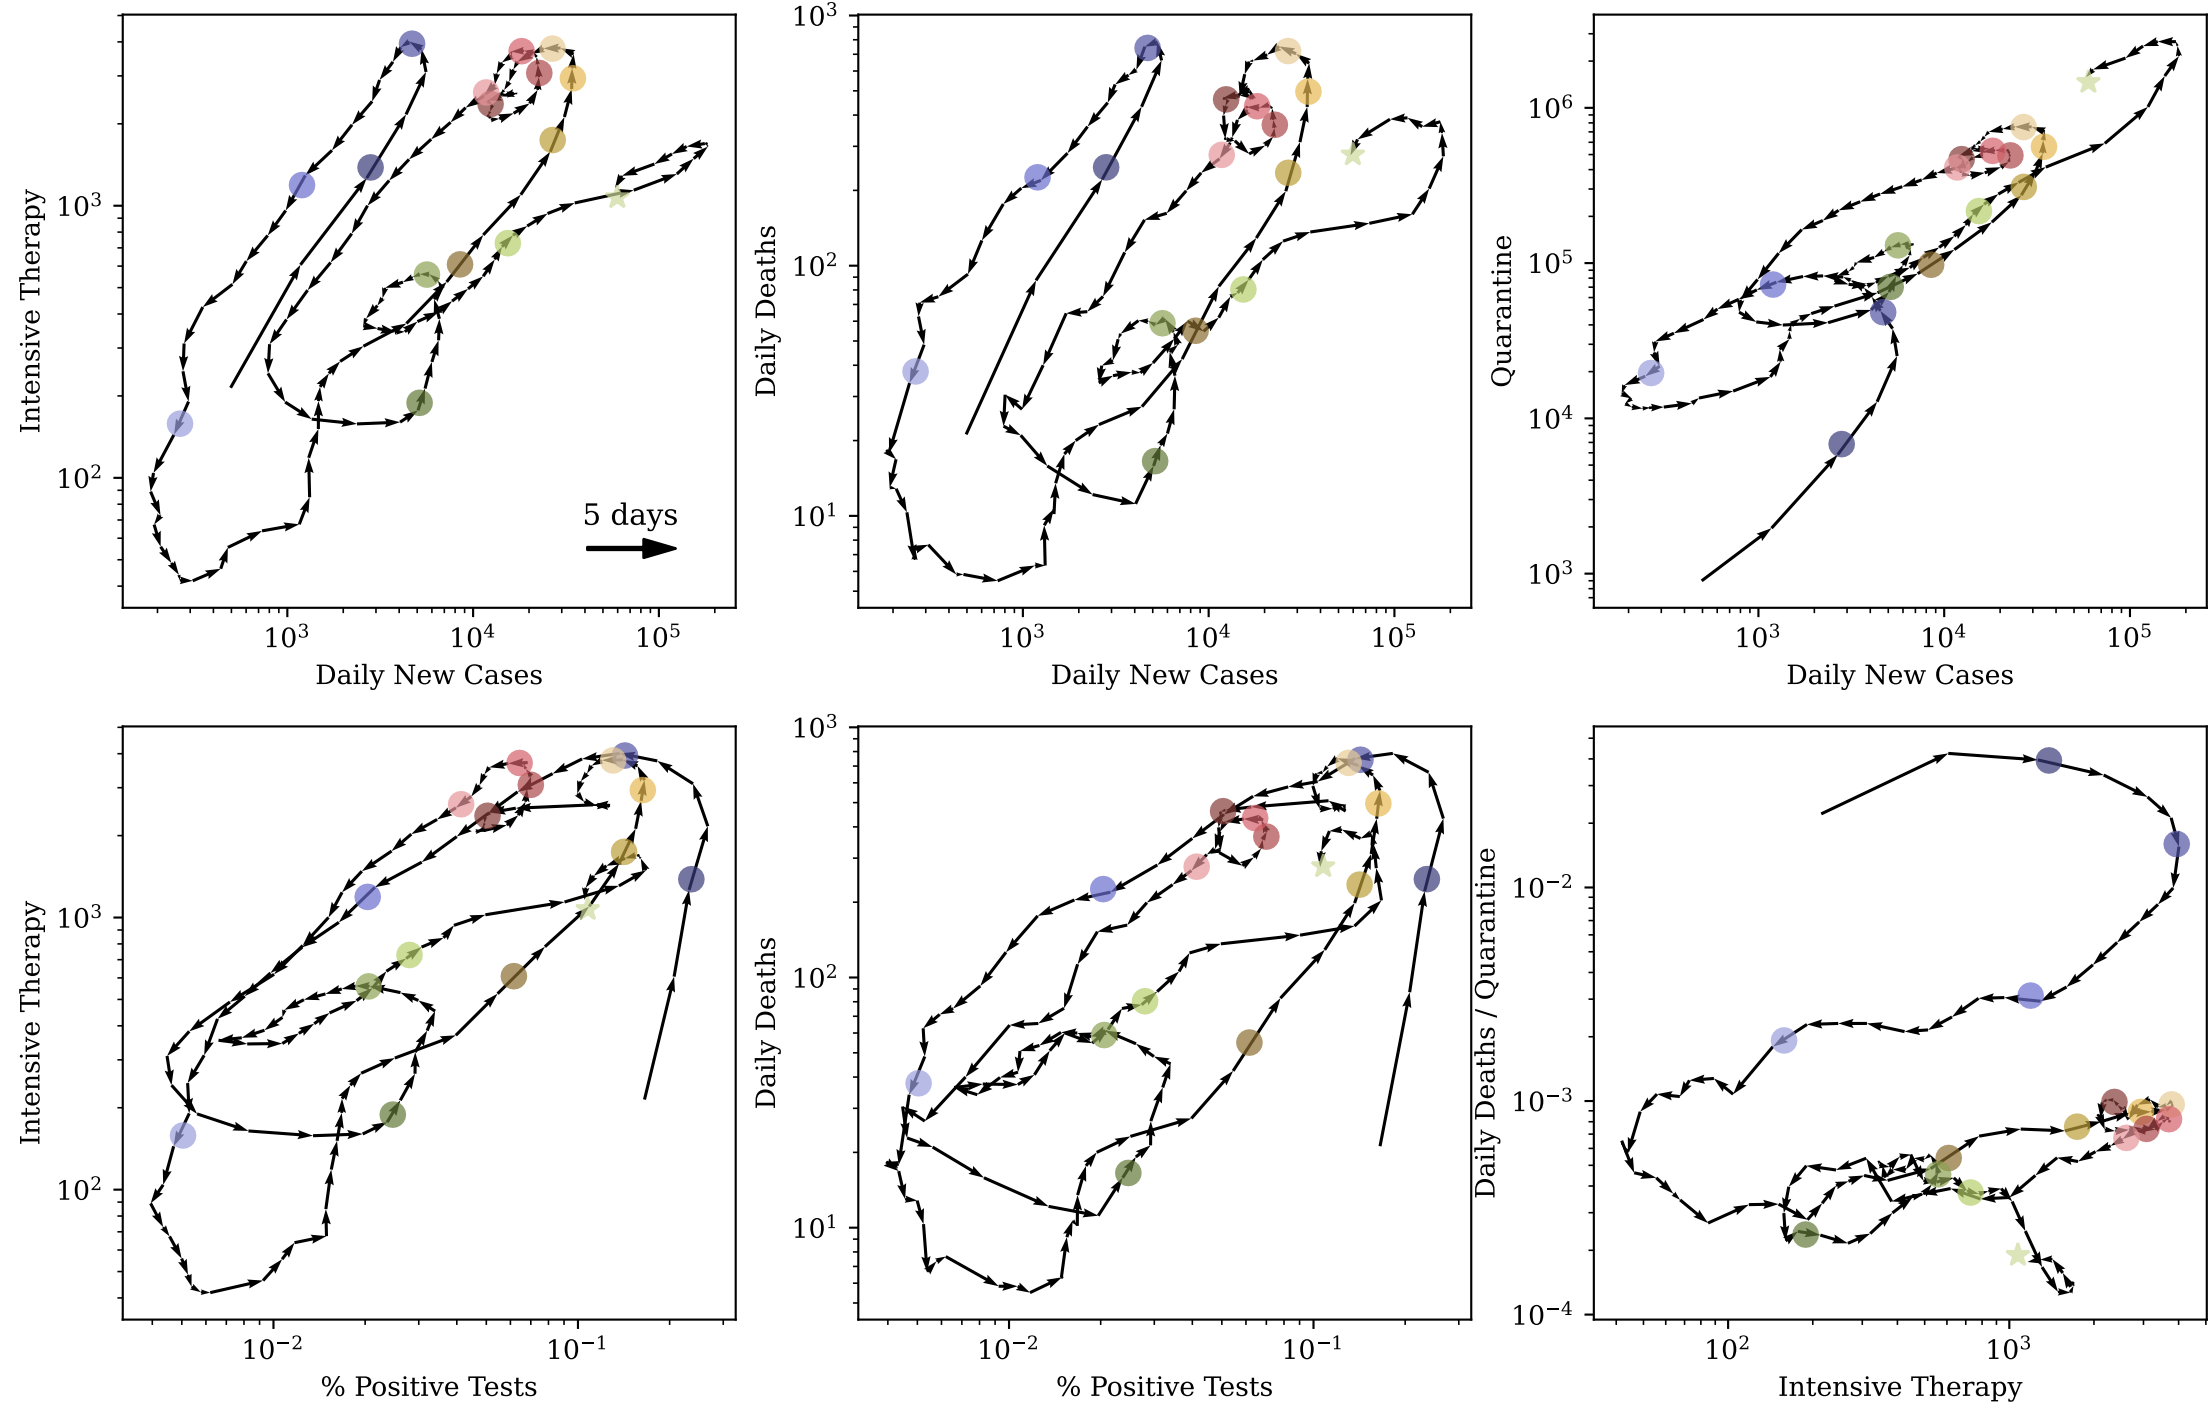 10³
10²
Intensive Therapy
5 days
10³ 10⁴ 10⁵
Daily New Cases
10³
10²
10¹
Daily Deaths
10³ 10⁴ 10⁵
Daily New Cases
10⁶
10⁵
10⁴
10³
Quarantine
10³ 10⁴ 10⁵
Daily New Cases
10³
10²
Intensive Therapy
10⁻² 10⁻¹
% Positive Tests
10³
10²
10¹
Daily Deaths
10⁻² 10⁻¹
% Positive Tests
10⁻²
10⁻³
10⁻⁴
Daily Deaths / Quarantine
10² 10³
Intensive Therapy